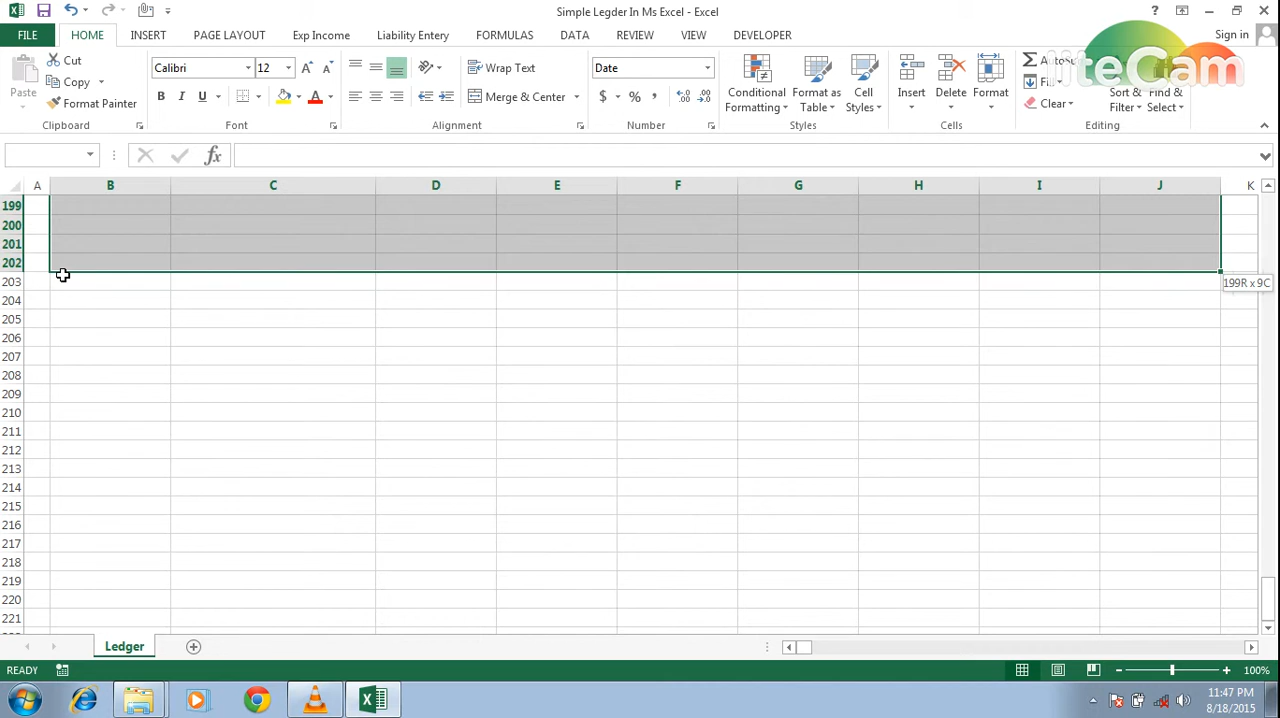 Simple Legder In Ms Excel - Excel
FILE HOME INSERT PAGE LAYOUT Exp Income Liability Entery FORMULAS DATA REVIEW VIEW DEVELOPER Sign in
Paste
Cut
Copy
Format Painter
Clipboard
Calibri 12
B I U
Font
Wrap Text
Merge & Center
Alignment
Date
$ % ,
Number
Conditional Formatting
Format as Table
Cell Styles
Styles
Insert Delete Format
Cells
Clear
Sort & Filter
Find & Select
Editing
liteCam
fx
A B C D E F G H I J K
199
200
201
202
199R x 9C
203
204
205
206
207
208
209
210
211
212
213
214
215
216
217
218
219
220
221
Ledger
READY 100%
11:47 PM
8/18/2015